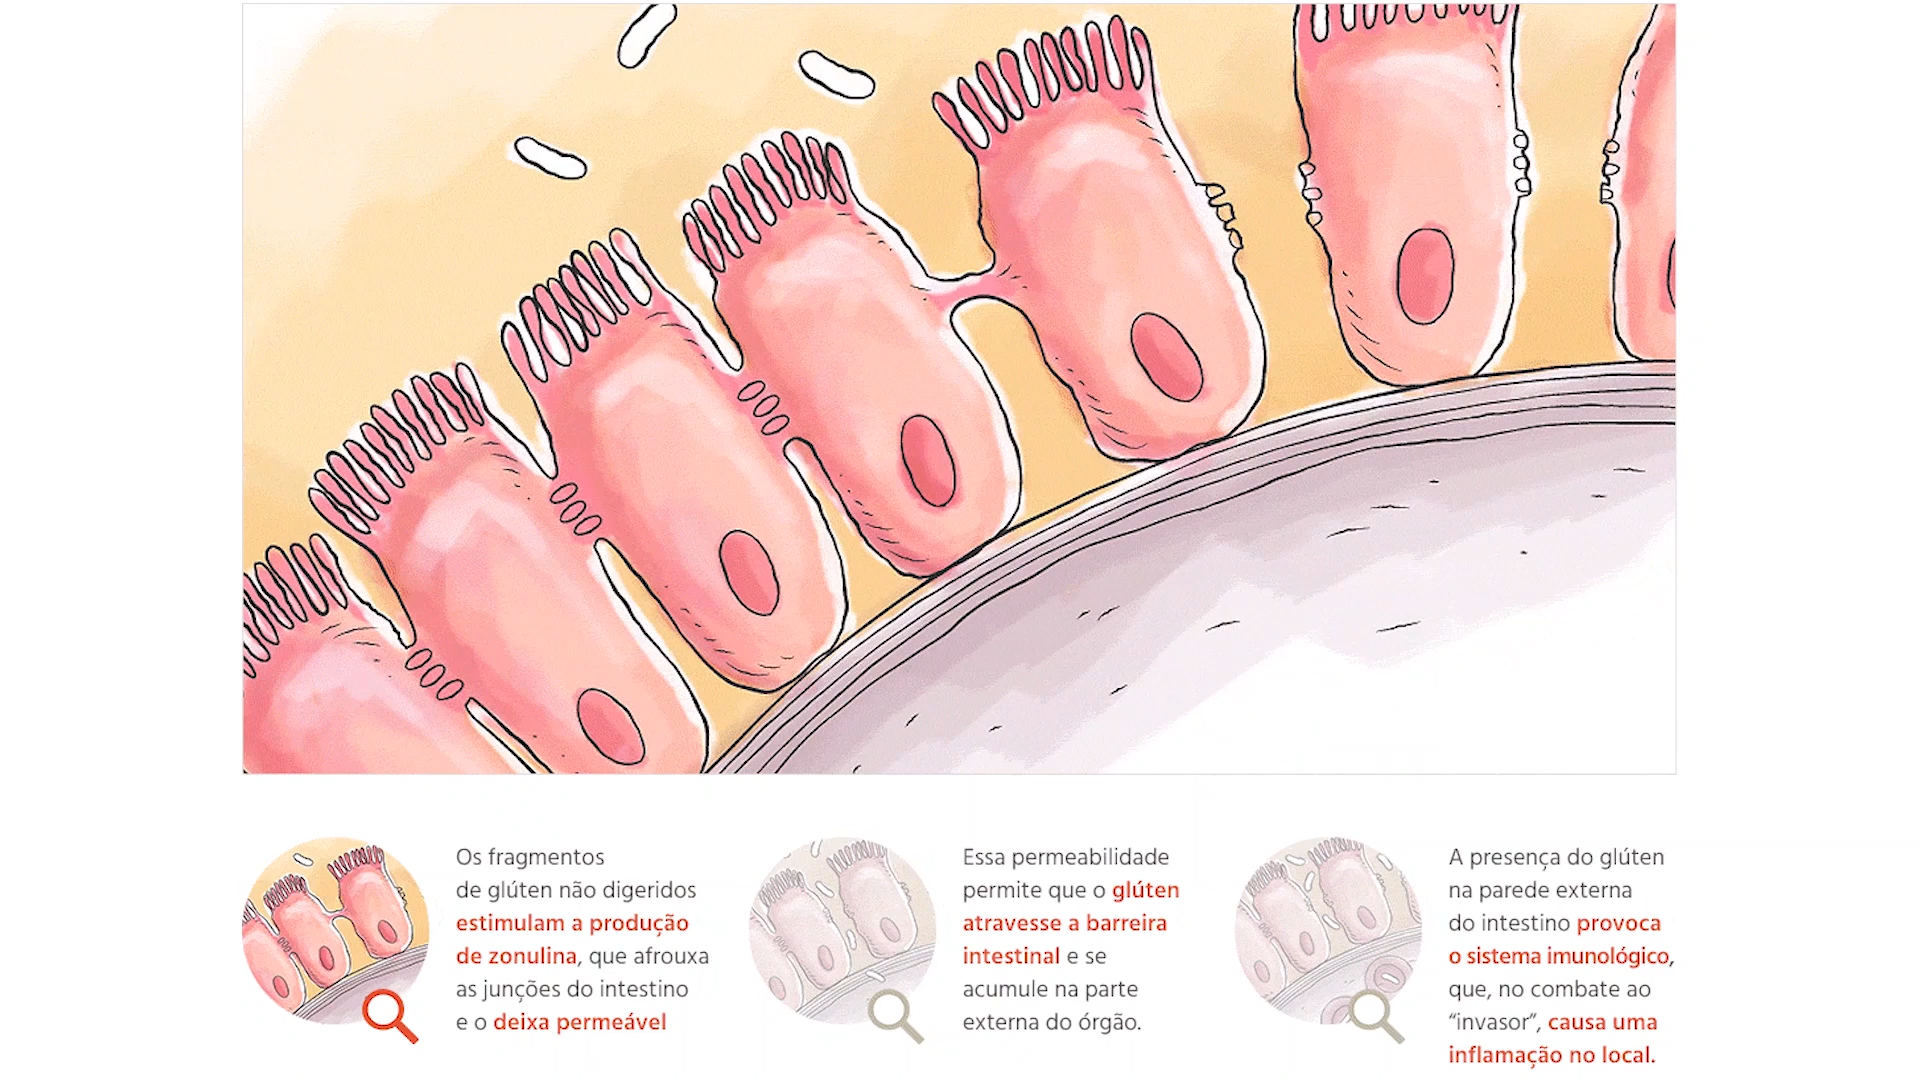 Os fragmentos
de glúten não digeridos
estimulam a produção
de zonulina, que afrouxa
as junções do intestino
e o deixa permeável
Essa permeabilidade
permite que o glúten
atravesse a barreira
intestinal e se
acumule na parte
externa do órgão.
A presença do glúten
na parede externa
do intestino provoca
o sistema imunológico,
que, no combate ao
“invasor”, causa uma
inflamação no local.